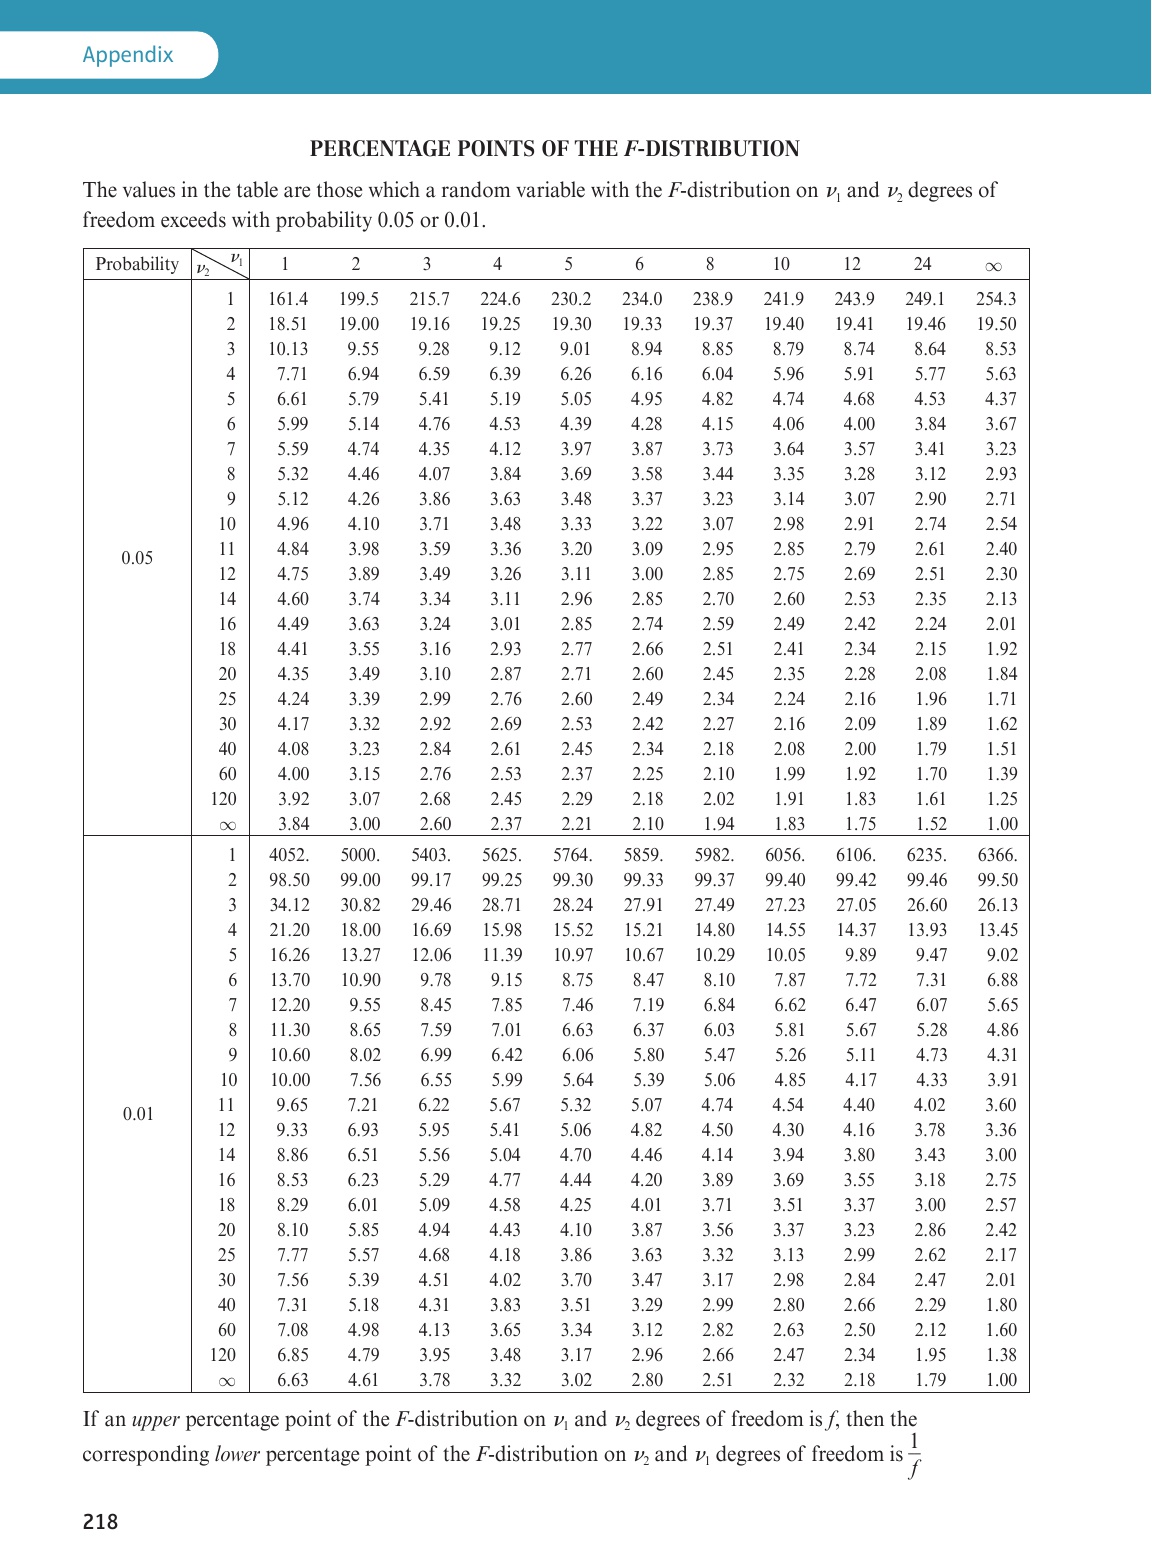 Appendix
PERCENTAGE POINTS OF THE F-DISTRIBUTION
The values in the table are those which a random variable with the F-distribution on ν₁ and ν₂ degrees of
freedom exceeds with probability 0.05 or 0.01.
Probability ν₂ ν₁ 1 2 3 4 5 6 8 10 12 24 ∞
0.05
1 161.4 199.5 215.7 224.6 230.2 234.0 238.9 241.9 243.9 249.1 254.3
2 18.51 19.00 19.16 19.25 19.30 19.33 19.37 19.40 19.41 19.46 19.50
3 10.13 9.55 9.28 9.12 9.01 8.94 8.85 8.79 8.74 8.64 8.53
4 7.71 6.94 6.59 6.39 6.26 6.16 6.04 5.96 5.91 5.77 5.63
5 6.61 5.79 5.41 5.19 5.05 4.95 4.82 4.74 4.68 4.53 4.37
6 5.99 5.14 4.76 4.53 4.39 4.28 4.15 4.06 4.00 3.84 3.67
7 5.59 4.74 4.35 4.12 3.97 3.87 3.73 3.64 3.57 3.41 3.23
8 5.32 4.46 4.07 3.84 3.69 3.58 3.44 3.35 3.28 3.12 2.93
9 5.12 4.26 3.86 3.63 3.48 3.37 3.23 3.14 3.07 2.90 2.71
10 4.96 4.10 3.71 3.48 3.33 3.22 3.07 2.98 2.91 2.74 2.54
11 4.84 3.98 3.59 3.36 3.20 3.09 2.95 2.85 2.79 2.61 2.40
12 4.75 3.89 3.49 3.26 3.11 3.00 2.85 2.75 2.69 2.51 2.30
14 4.60 3.74 3.34 3.11 2.96 2.85 2.70 2.60 2.53 2.35 2.13
16 4.49 3.63 3.24 3.01 2.85 2.74 2.59 2.49 2.42 2.24 2.01
18 4.41 3.55 3.16 2.93 2.77 2.66 2.51 2.41 2.34 2.15 1.92
20 4.35 3.49 3.10 2.87 2.71 2.60 2.45 2.35 2.28 2.08 1.84
25 4.24 3.39 2.99 2.76 2.60 2.49 2.34 2.24 2.16 1.96 1.71
30 4.17 3.32 2.92 2.69 2.53 2.42 2.27 2.16 2.09 1.89 1.62
40 4.08 3.23 2.84 2.61 2.45 2.34 2.18 2.08 2.00 1.79 1.51
60 4.00 3.15 2.76 2.53 2.37 2.25 2.10 1.99 1.92 1.70 1.39
120 3.92 3.07 2.68 2.45 2.29 2.18 2.02 1.91 1.83 1.61 1.25
∞ 3.84 3.00 2.60 2.37 2.21 2.10 1.94 1.83 1.75 1.52 1.00
0.01
1 4052. 5000. 5403. 5625. 5764. 5859. 5982. 6056. 6106. 6235. 6366.
2 98.50 99.00 99.17 99.25 99.30 99.33 99.37 99.40 99.42 99.46 99.50
3 34.12 30.82 29.46 28.71 28.24 27.91 27.49 27.23 27.05 26.60 26.13
4 21.20 18.00 16.69 15.98 15.52 15.21 14.80 14.55 14.37 13.93 13.45
5 16.26 13.27 12.06 11.39 10.97 10.67 10.29 10.05 9.89 9.47 9.02
6 13.70 10.90 9.78 9.15 8.75 8.47 8.10 7.87 7.72 7.31 6.88
7 12.20 9.55 8.45 7.85 7.46 7.19 6.84 6.62 6.47 6.07 5.65
8 11.30 8.65 7.59 7.01 6.63 6.37 6.03 5.81 5.67 5.28 4.86
9 10.60 8.02 6.99 6.42 6.06 5.80 5.47 5.26 5.11 4.73 4.31
10 10.00 7.56 6.55 5.99 5.64 5.39 5.06 4.85 4.17 4.33 3.91
11 9.65 7.21 6.22 5.67 5.32 5.07 4.74 4.54 4.40 4.02 3.60
12 9.33 6.93 5.95 5.41 5.06 4.82 4.50 4.30 4.16 3.78 3.36
14 8.86 6.51 5.56 5.04 4.70 4.46 4.14 3.94 3.80 3.43 3.00
16 8.53 6.23 5.29 4.77 4.44 4.20 3.89 3.69 3.55 3.18 2.75
18 8.29 6.01 5.09 4.58 4.25 4.01 3.71 3.51 3.37 3.00 2.57
20 8.10 5.85 4.94 4.43 4.10 3.87 3.56 3.37 3.23 2.86 2.42
25 7.77 5.57 4.68 4.18 3.86 3.63 3.32 3.13 2.99 2.62 2.17
30 7.56 5.39 4.51 4.02 3.70 3.47 3.17 2.98 2.84 2.47 2.01
40 7.31 5.18 4.31 3.83 3.51 3.29 2.99 2.80 2.66 2.29 1.80
60 7.08 4.98 4.13 3.65 3.34 3.12 2.82 2.63 2.50 2.12 1.60
120 6.85 4.79 3.95 3.48 3.17 2.96 2.66 2.47 2.34 1.95 1.38
∞ 6.63 4.61 3.78 3.32 3.02 2.80 2.51 2.32 2.18 1.79 1.00
If an upper percentage point of the F-distribution on ν₁ and ν₂ degrees of freedom is f, then the
corresponding lower percentage point of the F-distribution on ν₂ and ν₁ degrees of freedom is 1/f
218